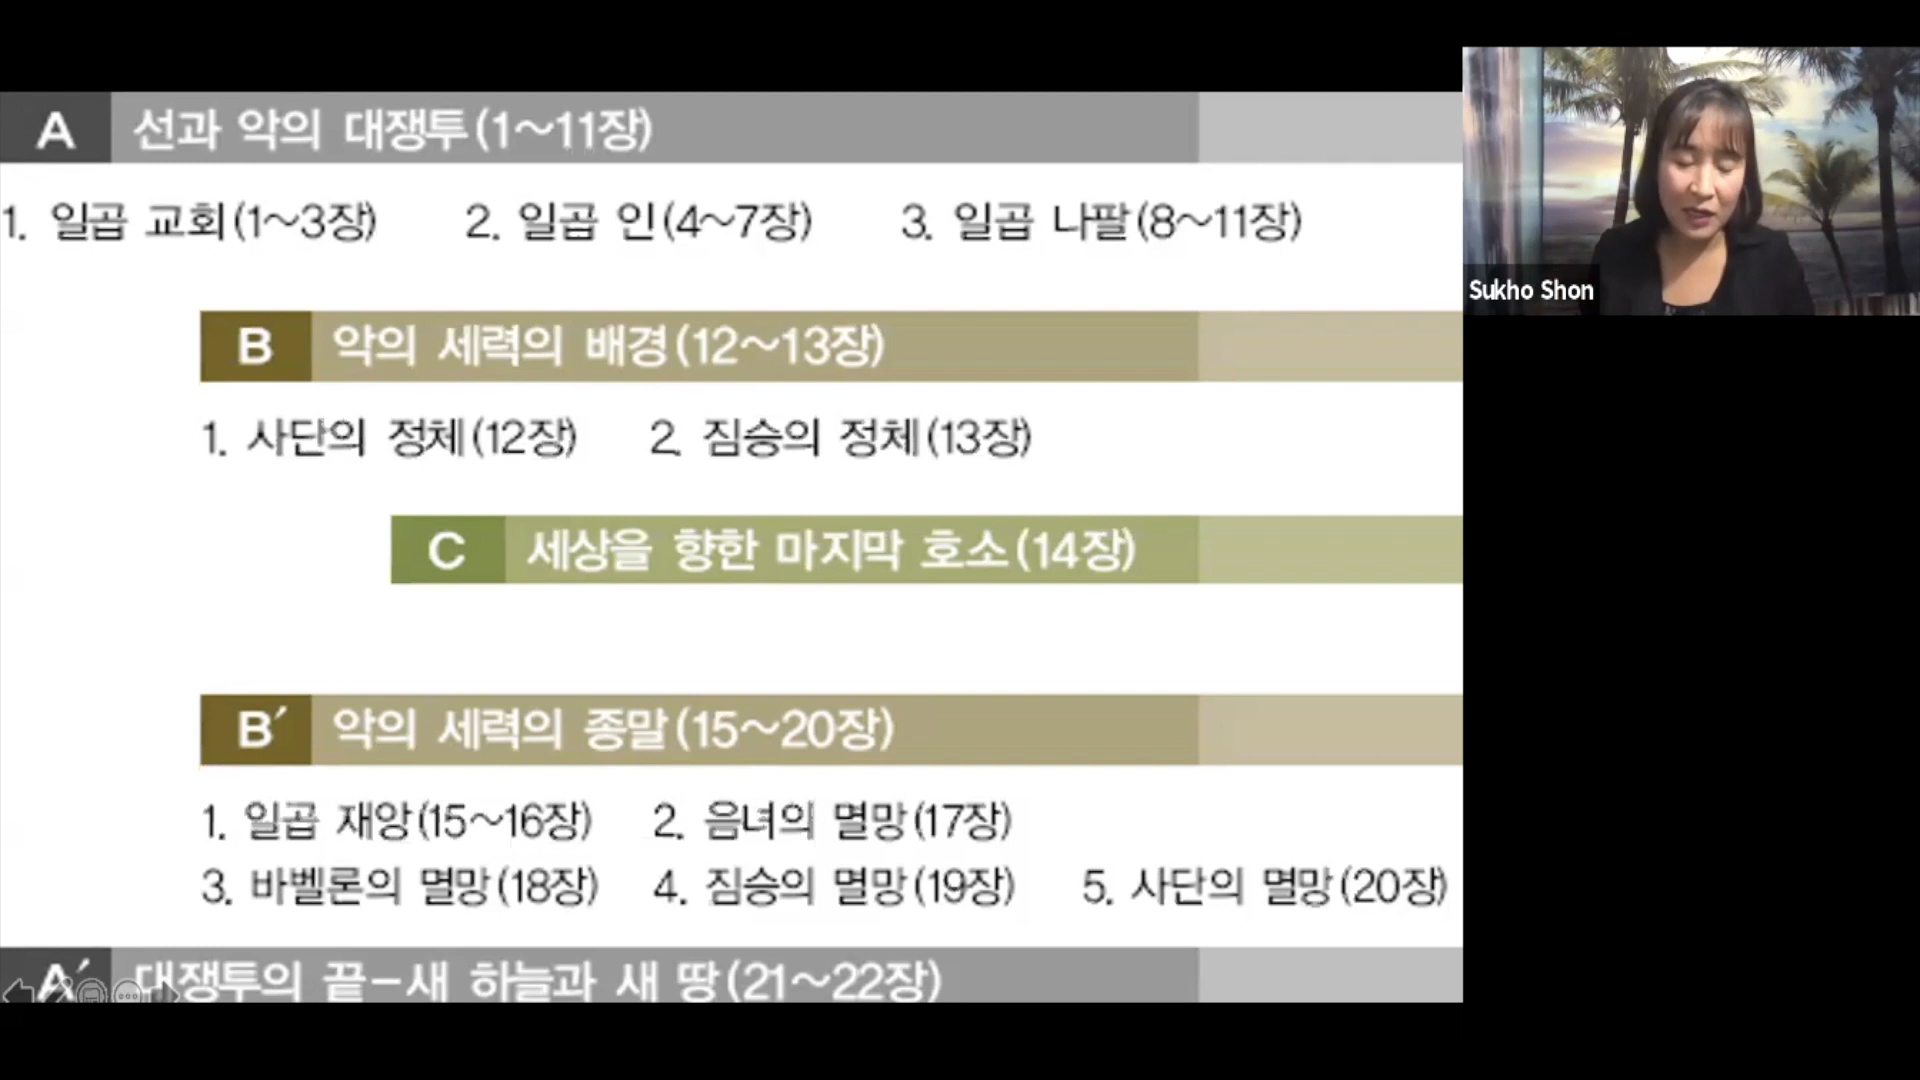 A 선과 악의 대쟁투(1~11장)
1. 일곱 교회(1~3장) 2. 일곱 인(4~7장) 3. 일곱 나팔(8~11장)
B 악의 세력의 배경(12~13장)
1. 사단의 정체(12장) 2. 짐승의 정체(13장)
C 세상을 향한 마지막 호소(14장)
B′ 악의 세력의 종말(15~20장)
1. 일곱 재앙(15~16장) 2. 음녀의 멸망(17장)
3. 바벨론의 멸망(18장) 4. 짐승의 멸망(19장) 5. 사단의 멸망(20장)
A′ 대쟁투의 끝-새 하늘과 새 땅(21~22장)
Sukho Shon